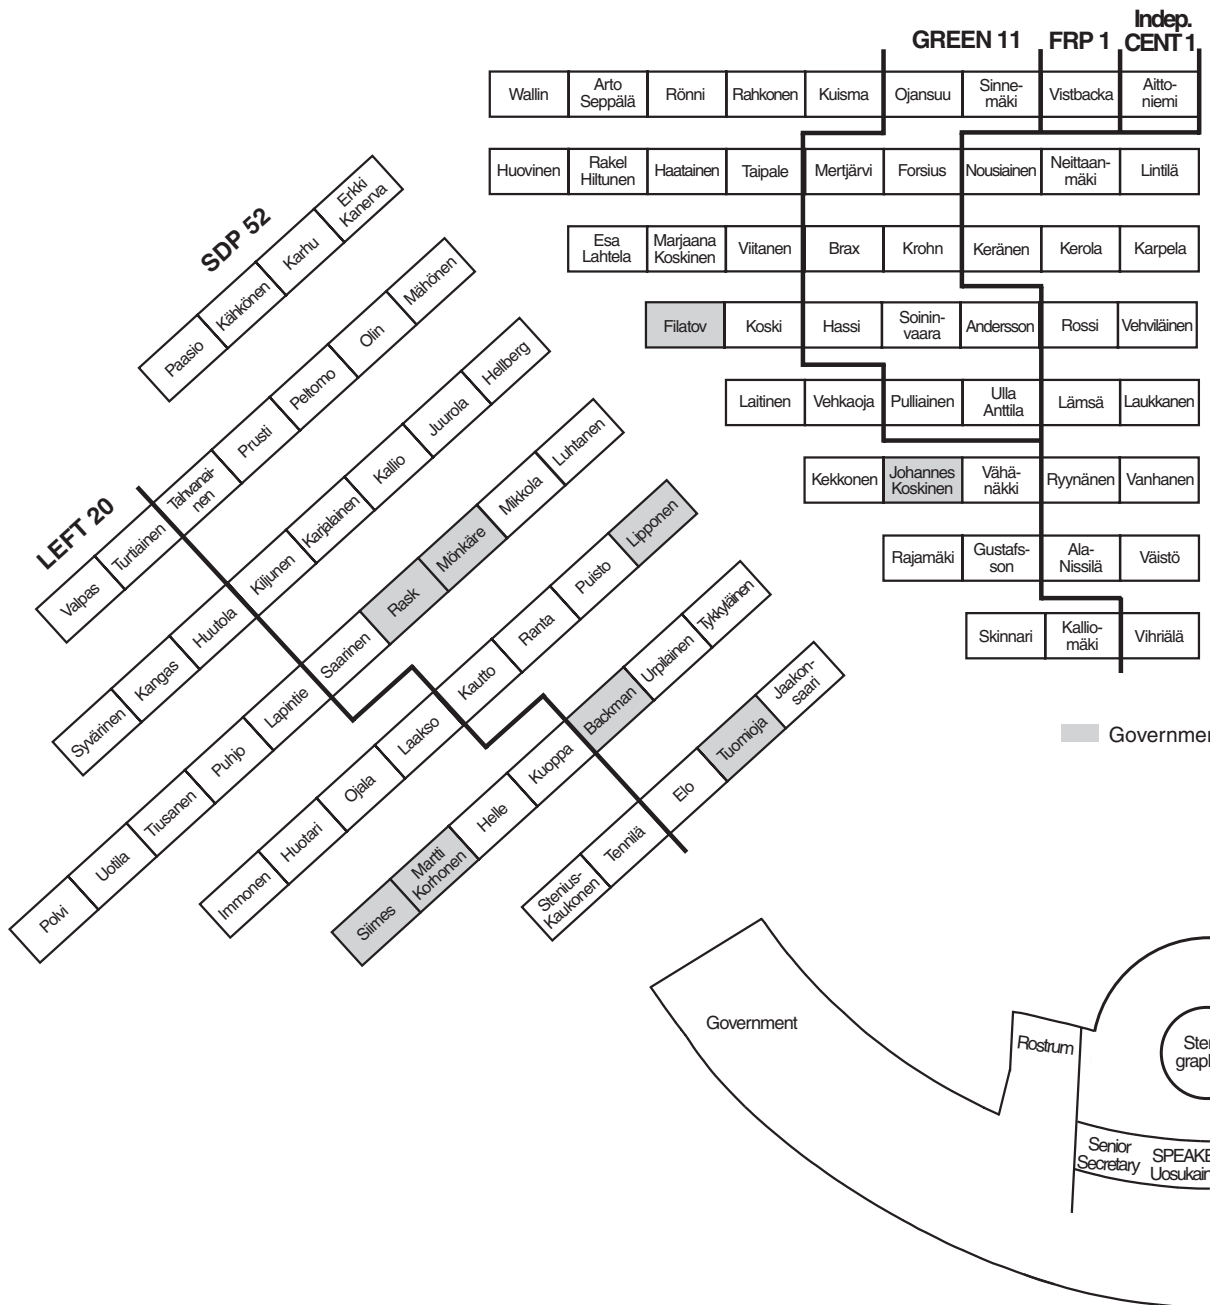 Indep.
GREEN 11 FRP 1 CENT 1
Wallin Arto Seppälä Rönni Rahkonen Kuisma Ojansuu Sinne-mäki Vistbacka Aitto-niemi
Huovinen Rakel Hiltunen Haatainen Taipale Mertjärvi Forsius Nousiainen Neittaan-mäki Lintilä
Esa Lahtela Marjaana Koskinen Viitanen Brax Krohn Keränen Kerola Karpela
Filatov Koski Hassi Soinin-vaara Andersson Rossi Vehviläinen
Laitinen Vehkaoja Pulliainen Ulla Anttila Lämsä Laukkanen
Kekkonen Johannes Koskinen Vähä-näkki Ryynänen Vanhanen
Rajamäki Gustafs-son Ala-Nissilä Väistö
Skinnari Kallio-mäki Vihriälä
SDP 52
Paasio Kähkönen Karhu Erkki Kanerva
LEFT 20
Valpas Turtiainen Tahvanai-nen Prusti Peltomo Olin Mähönen
Syvärinen Kangas Huutola Kiljunen Karjalainen Kallio Juurola Hellberg
Polvi Uotila Tiusanen Puhjo Lapintie Saarinen Rask Mönkäre Mikkola Luhtanen
Immonen Huotari Ojala Laakso Kautto Ranta Puisto Lipponen
Siimes Martti Korhonen Helle Kuoppa Backman Urpilainen Tykkyläinen
Stenius-Kaukonen Tennilä Elo Tuomioja Jaakon-saari
Governmen
Government
Rostrum
Sten
graph
Senior
Secretary
SPEAKE
Uosukain